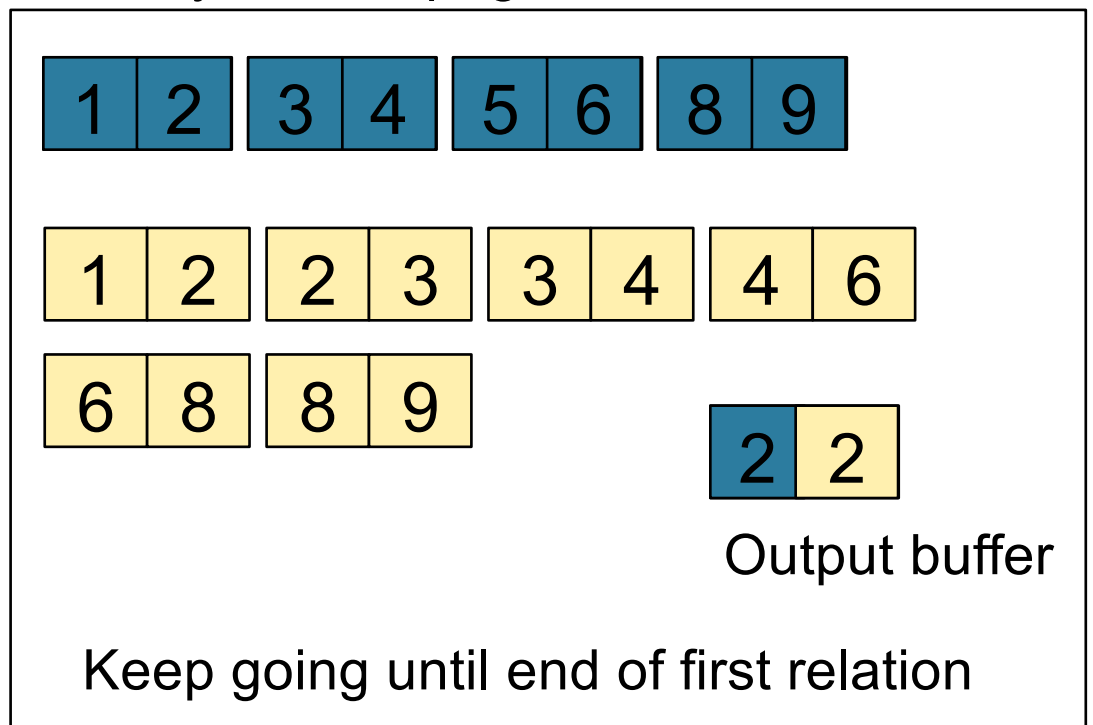 1 2 3 4 5 6 8 9
1 2 2 3 3 4 4 6
6 8 8 9
2 2
Output buffer
Keep going until end of first relation